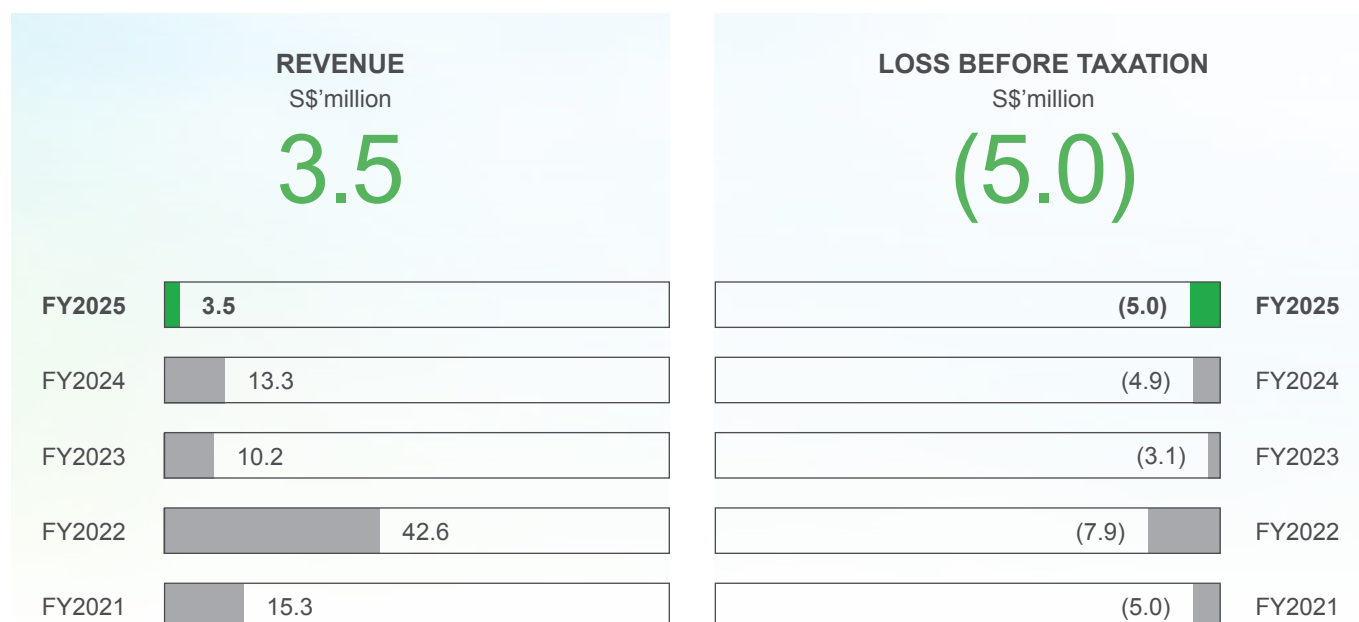 REVENUE
S$’million
3.5
FY2025 3.5
FY2024 13.3
FY2023 10.2
FY2022 42.6
FY2021 15.3
LOSS BEFORE TAXATION
S$’million
(5.0)
(5.0) FY2025
(4.9) FY2024
(3.1) FY2023
(7.9) FY2022
(5.0) FY2021